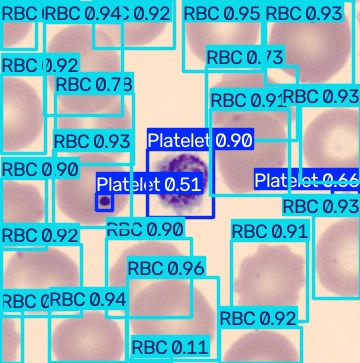 RBC 0.94
0.92
RBC 0.95
RBC 0.93
RBC 0.92
RBC 0.73
RBC 0.78
RBC 0.91
RBC 0.93
RBC 0.93
Platelet 0.90
RBC 0.90
Platelet 0.51
Platelet 0.66
RBC 0.93
RBC 0.92
RBC 0.90
RBC 0.91
RBC 0.96
RBC
RBC 0.94
RBC 0.92
RBC 0.11